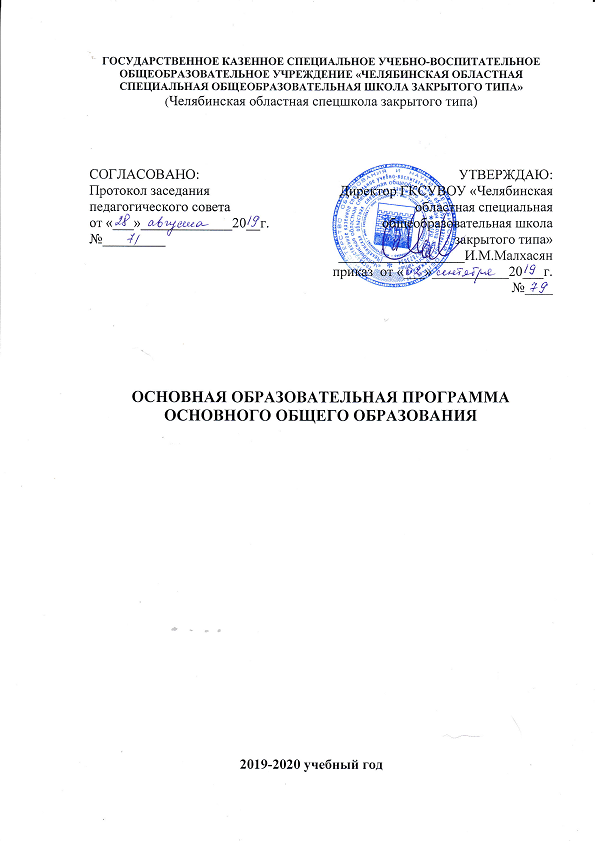 ГОСУДАРСТВЕННОЕ КАЗЕННОЕ СПЕЦИАЛЬНОЕ УЧЕБНО-ВОСПИТАТЕЛЬНОЕ
ОБЩЕОБРАЗОВАТЕЛЬНОЕ УЧРЕЖДЕНИЕ «ЧЕЛЯБИНСКАЯ ОБЛАСТНАЯ
СПЕЦИАЛЬНАЯ ОБЩЕОБРАЗОВАТЕЛЬНАЯ ШКОЛА ЗАКРЫТОГО ТИПА»
(Челябинская областная спецшкола закрытого типа)
СОГЛАСОВАНО:
Протокол заседания
педагогического совета
от «28» августа 2019г.
№
УТВЕРЖДАЮ:
Директор ГКСУВОУ «Челябинская
областная специальная
общеобразовательная школа
закрытого типа»
И.М.Малхасян
приказ от «02» сентября 2019 г.
№ 79
ОСНОВНАЯ ОБРАЗОВАТЕЛЬНАЯ ПРОГРАММА
ОСНОВНОГО ОБЩЕГО ОБРАЗОВАНИЯ
2019-2020 учебный год